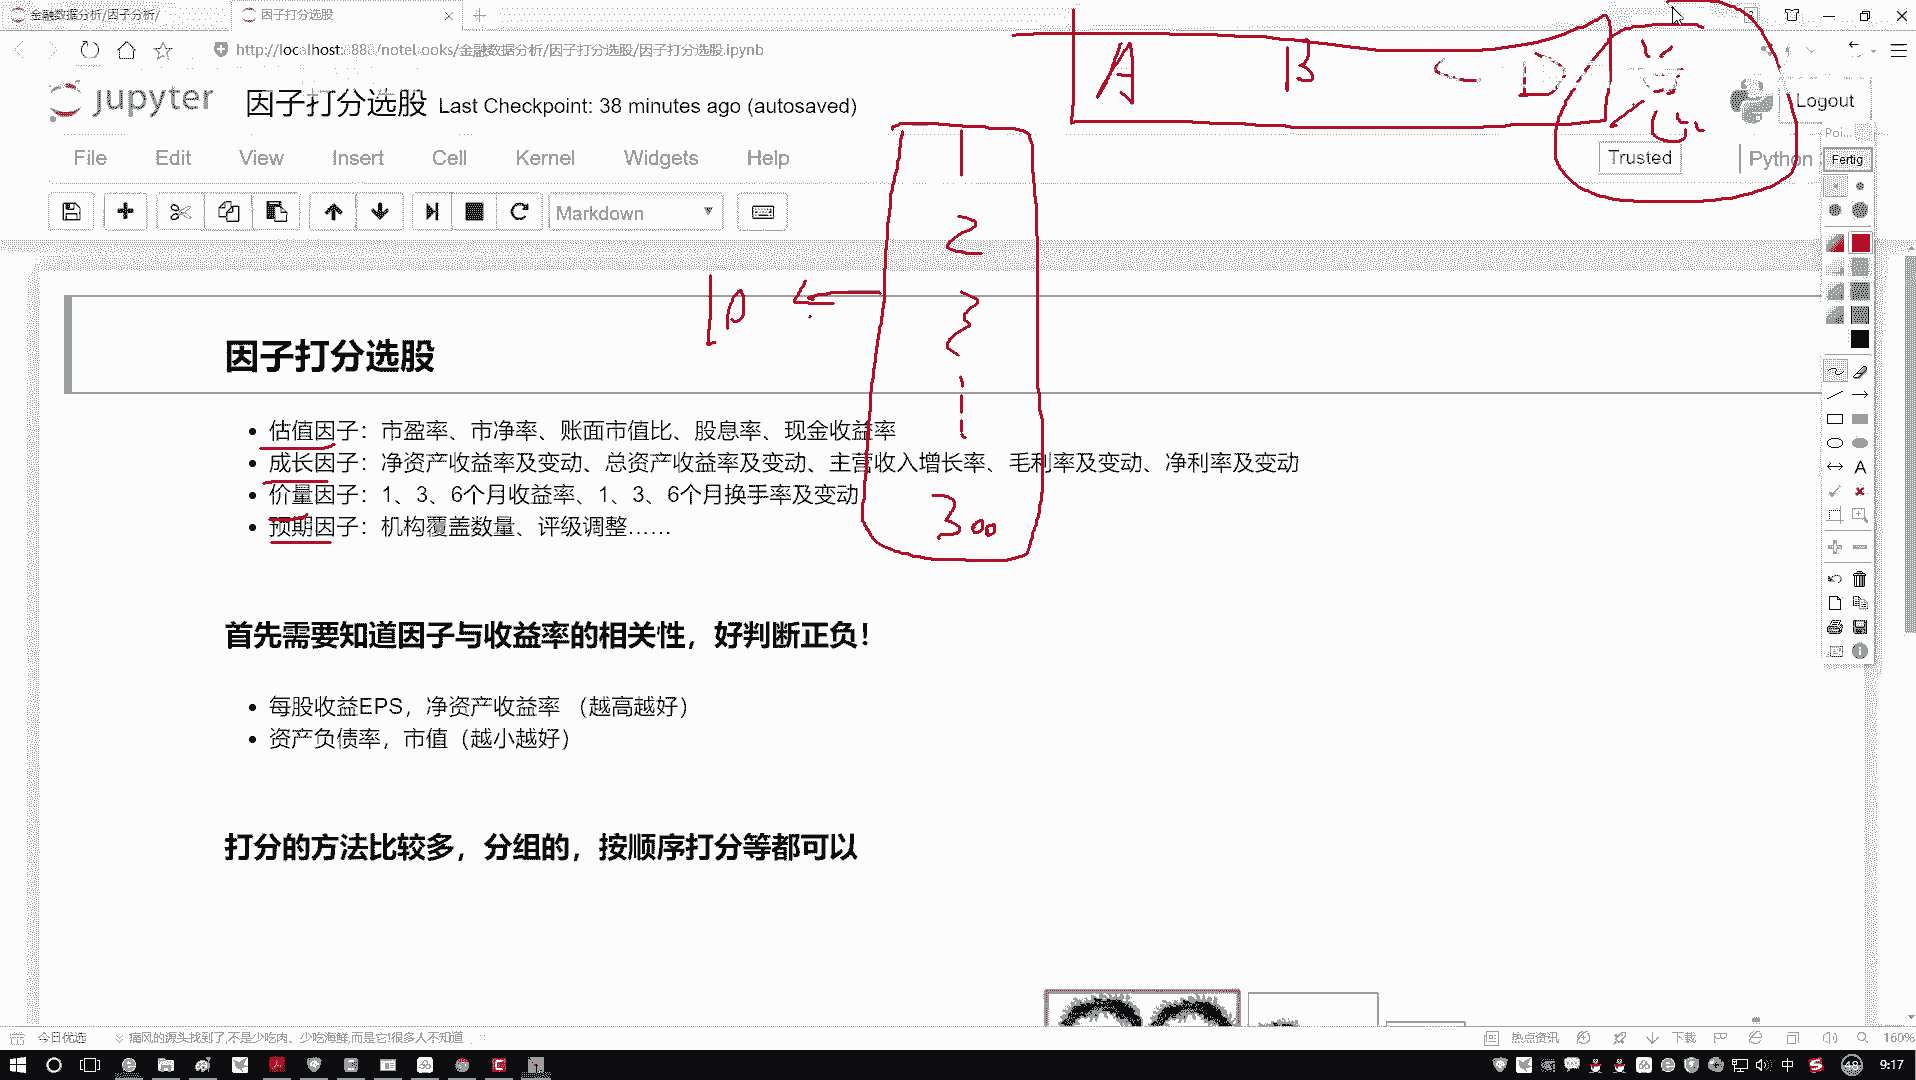 金融数据分析/因子分析/
因子打分选股
http://localhost:888/notebooks/金融数据分析/因子打分选股/因子打分选股.ipynb
A B C D 总
jupyter 因子打分选股 Last Checkpoint: 38 minutes ago (autosaved)
Logout
Poi...
File Edit View Insert Cell Kernel Widgets Help
Trusted
Python
Fertig
Markdown
1
2
3
10
300
因子打分选股
估值因子：市盈率、市净率、账面市值比、股息率、现金收益率
成长因子：净资产收益率及变动、总资产收益率及变动、主营收入增长率、毛利率及变动、净利率及变动
价量因子：1、3、6个月收益率、1、3、6个月换手率及变动
预期因子：机构覆盖数量、评级调整……
首先需要知道因子与收益率的相关性，好判断正负！
每股收益EPS，净资产收益率 （越高越好）
资产负债率，市值（越小越好）
打分的方法比较多，分组的，按顺序打分等都可以
今日优选
痛风的源头找到了,不是少吃肉、少吃海鲜,而是它!很多人不知道
热点资讯
下载
160%
中
48
9:17